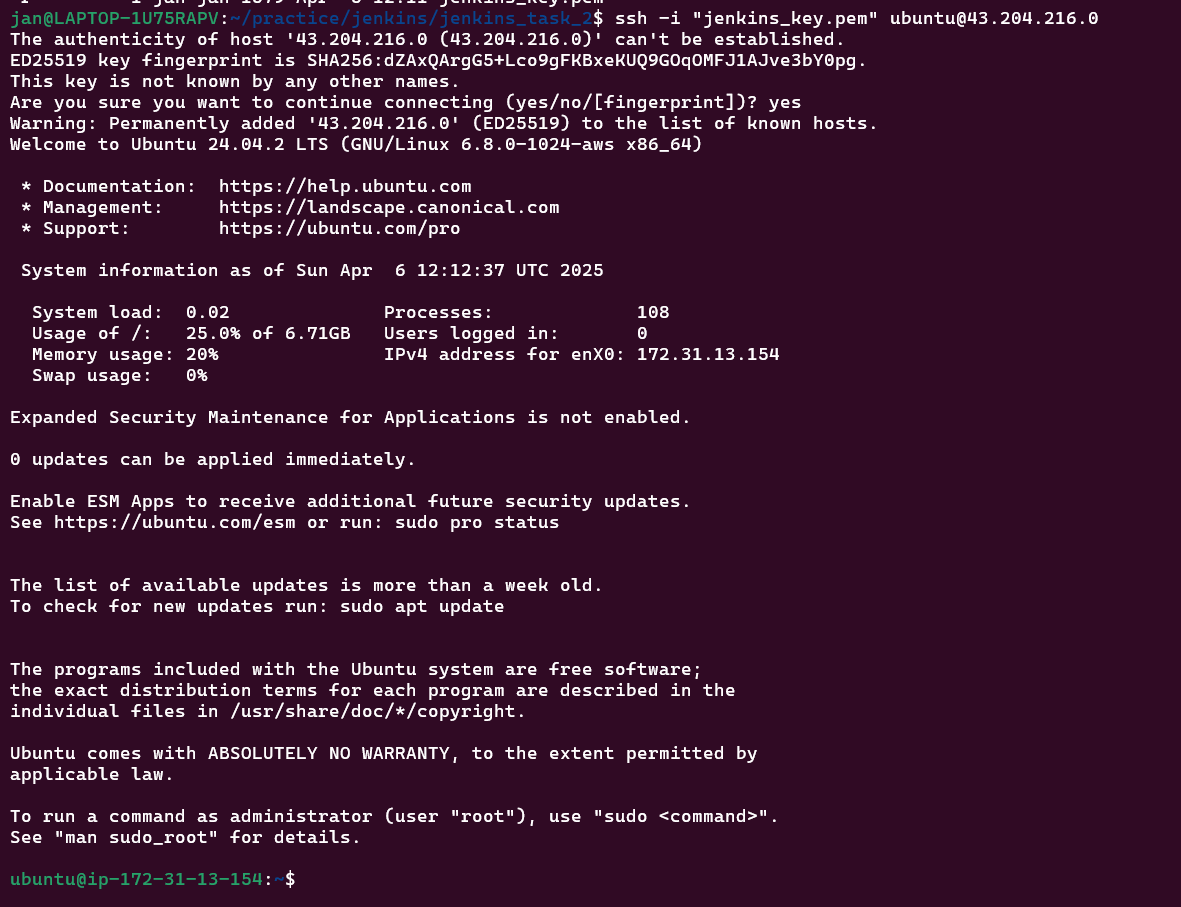 jan@LAPTOP-1U75RAPV:~/practice/jenkins/jenkins_task_2$ ssh -i "jenkins_key.pem" ubuntu@43.204.216.0
The authenticity of host '43.204.216.0 (43.204.216.0)' can't be established.
ED25519 key fingerprint is SHA256:dZAxQArgG5+Lco9gFKBxeKUQ9GOqOMFJ1AJve3bY0pg.
This key is not known by any other names.
Are you sure you want to continue connecting (yes/no/[fingerprint])? yes
Warning: Permanently added '43.204.216.0' (ED25519) to the list of known hosts.
Welcome to Ubuntu 24.04.2 LTS (GNU/Linux 6.8.0-1024-aws x86_64)
* Documentation:  https://help.ubuntu.com
* Management:     https://landscape.canonical.com
* Support:        https://ubuntu.com/pro
System information as of Sun Apr  6 12:12:37 UTC 2025
System load:  0.02              Processes:             108
Usage of /:   25.0% of 6.71GB   Users logged in:       0
Memory usage: 20%               IPv4 address for enX0: 172.31.13.154
Swap usage:   0%
Expanded Security Maintenance for Applications is not enabled.
0 updates can be applied immediately.
Enable ESM Apps to receive additional future security updates.
See https://ubuntu.com/esm or run: sudo pro status
The list of available updates is more than a week old.
To check for new updates run: sudo apt update
The programs included with the Ubuntu system are free software;
the exact distribution terms for each program are described in the
individual files in /usr/share/doc/*/copyright.
Ubuntu comes with ABSOLUTELY NO WARRANTY, to the extent permitted by
applicable law.
To run a command as administrator (user "root"), use "sudo <command>".
See "man sudo_root" for details.
ubuntu@ip-172-31-13-154:~$